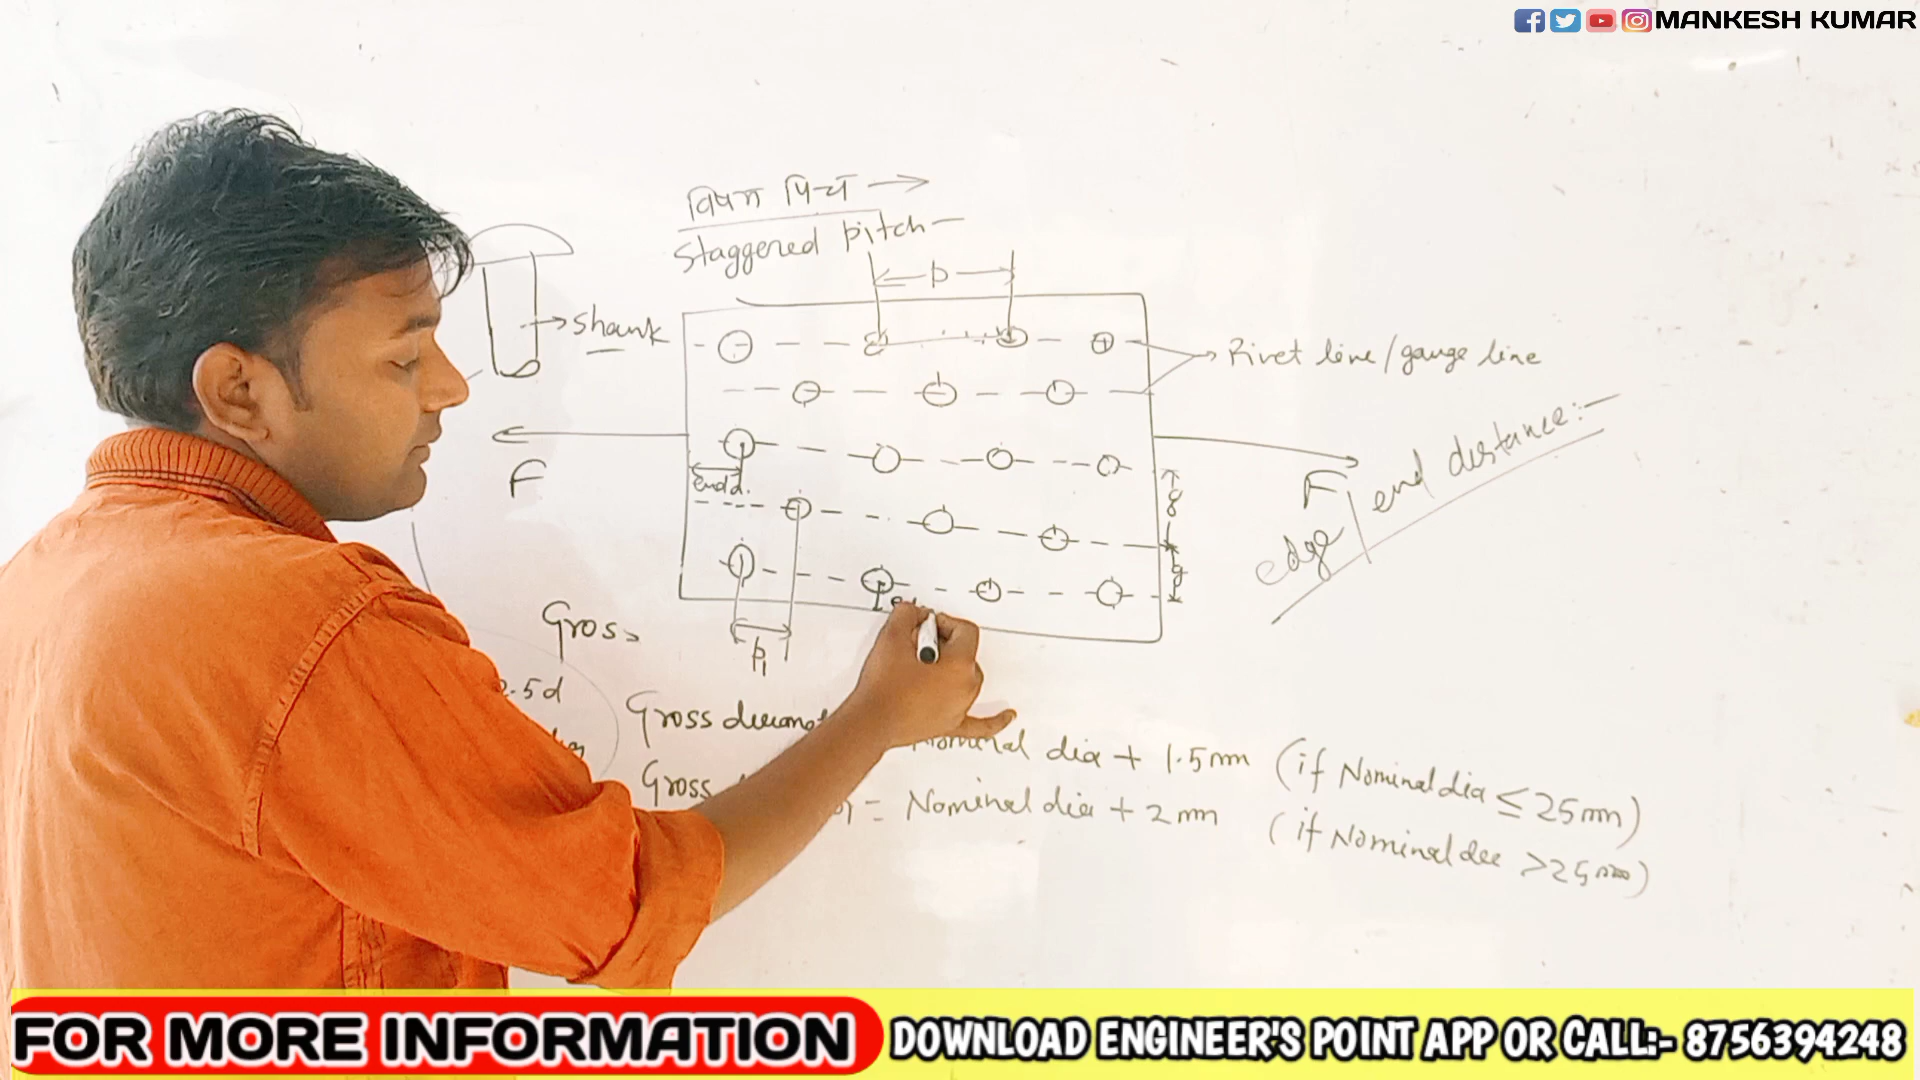 MANKESH KUMAR
विषम पिच →
Staggered pitch
p
→ shank
Rivet line/gauge line
F
F
end d.
g
g
edge/end distance:-
p1
Gross
2.5d
Gross
Nominal dia + 1.5mm (if Nominal dia ≤ 25mm)
Gross
= Nominal dia + 2mm (if Nominal dia >25mm)
FOR MORE INFORMATION
DOWNLOAD ENGINEER'S POINT APP OR CALL:- 8756394248